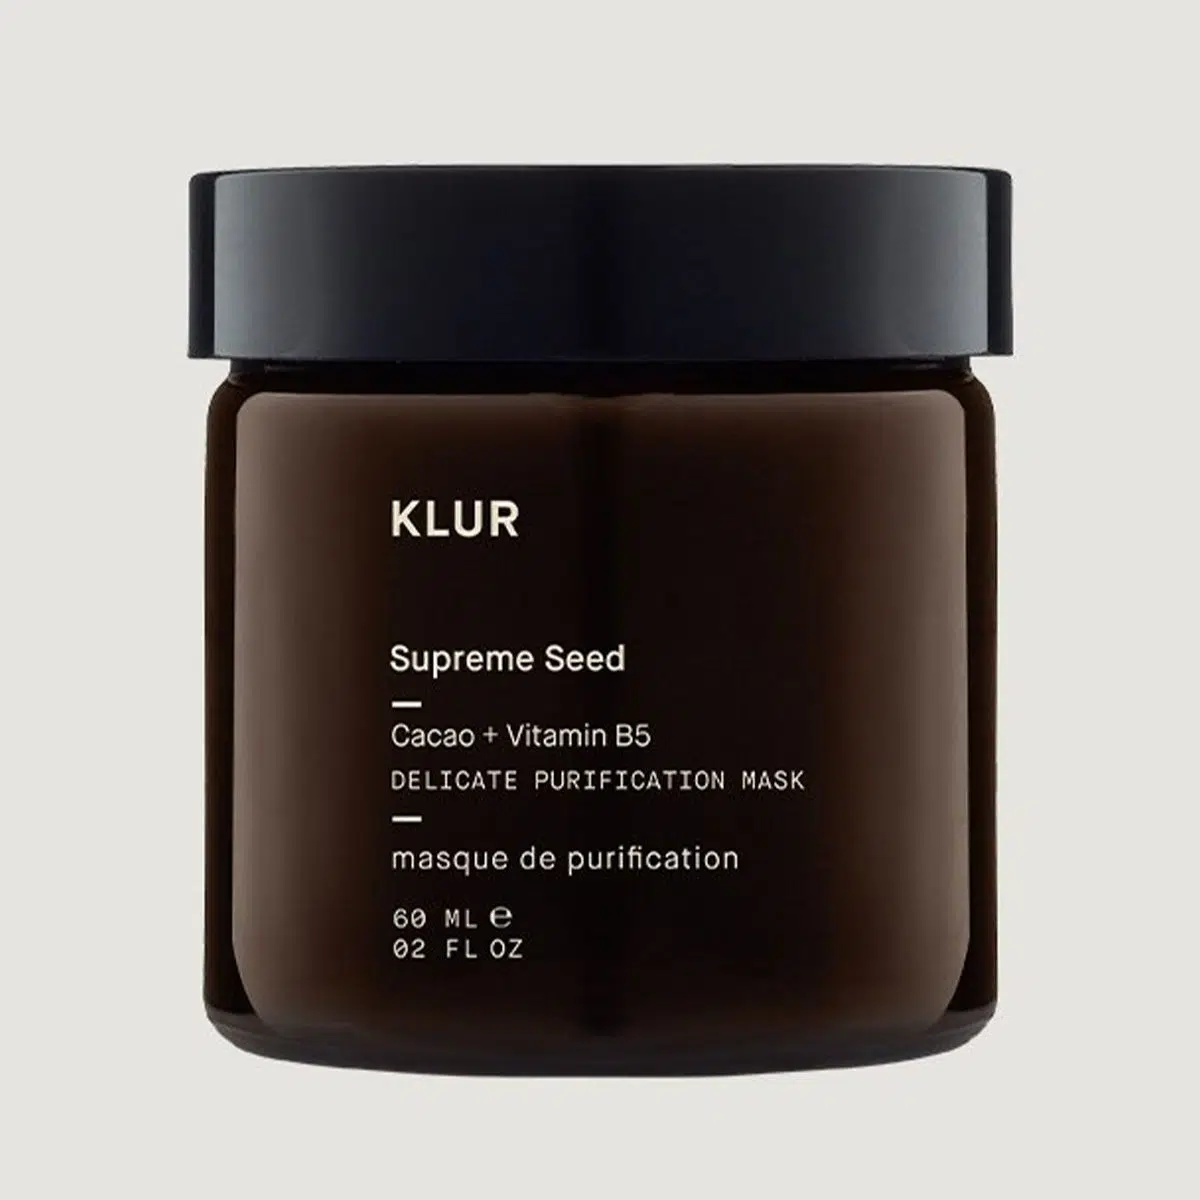 KLUR
Supreme Seed
Cacao + Vitamin B5
DELICATE PURIFICATION MASK
masque de purification
60 ML ℮
02 FL OZ